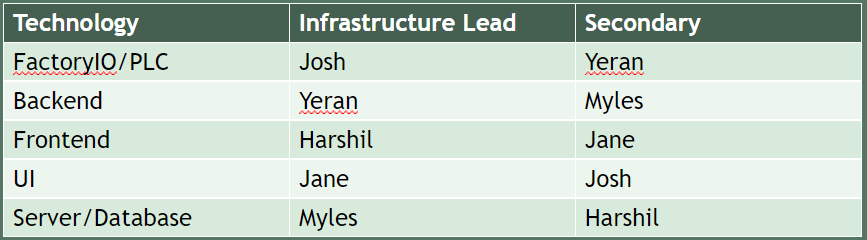 Technology Infrastructure Lead Secondary
FactoryIO/PLC Josh Yeran
Backend Yeran Myles
Frontend Harshil Jane
UI Jane Josh
Server/Database Myles Harshil